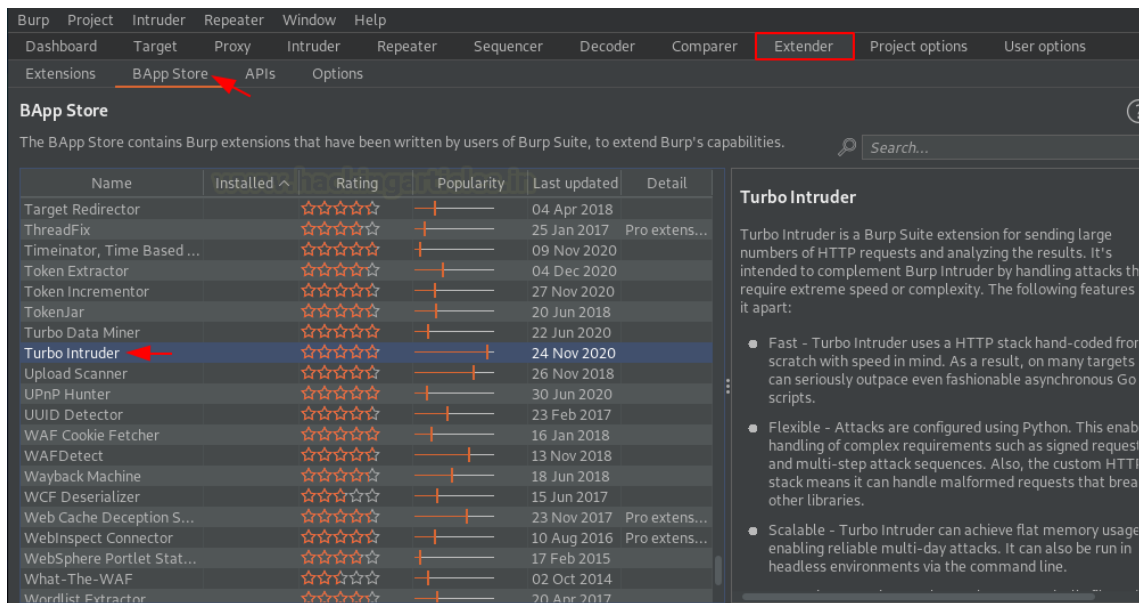 Burp Project Intruder Repeater Window Help
Dashboard Target Proxy Intruder Repeater Sequencer Decoder Comparer Extender Project options User options
Extensions BApp Store APIs Options
BApp Store
The BApp Store contains Burp extensions that have been written by users of Burp Suite, to extend Burp's capabilities.
Search...
www.hackingarticles.in
Name Installed Rating Popularity Last updated Detail
Target Redirector 04 Apr 2018
ThreadFix 25 Jan 2017 Pro extens...
Timeinator, Time Based ... 09 Nov 2020
Token Extractor 04 Dec 2020
Token Incrementor 27 Nov 2020
TokenJar 20 Jun 2018
Turbo Data Miner 22 Jun 2020
Turbo Intruder 24 Nov 2020
Upload Scanner 26 Nov 2018
UPnP Hunter 30 Jun 2020
UUID Detector 23 Feb 2017
WAF Cookie Fetcher 16 Jan 2018
WAFDetect 13 Nov 2018
Wayback Machine 18 Jun 2018
WCF Deserializer 15 Jun 2017
Web Cache Deception S... 23 Nov 2017 Pro extens...
WebInspect Connector 10 Aug 2016 Pro extens...
WebSphere Portlet Stat... 17 Feb 2015
What-The-WAF 02 Oct 2014
Wordlist Extractor 20 Apr 2017
Turbo Intruder
Turbo Intruder is a Burp Suite extension for sending large
numbers of HTTP requests and analyzing the results. It's
intended to complement Burp Intruder by handling attacks th
require extreme speed or complexity. The following features
it apart:
Fast - Turbo Intruder uses a HTTP stack hand-coded fror
scratch with speed in mind. As a result, on many targets
can seriously outpace even fashionable asynchronous Go
scripts.
Flexible - Attacks are configured using Python. This enab
handling of complex requirements such as signed request
and multi-step attack sequences. Also, the custom HTTP
stack means it can handle malformed requests that brea
other libraries.
Scalable - Turbo Intruder can achieve flat memory usage
enabling reliable multi-day attacks. It can also be run in
headless environments via the command line.